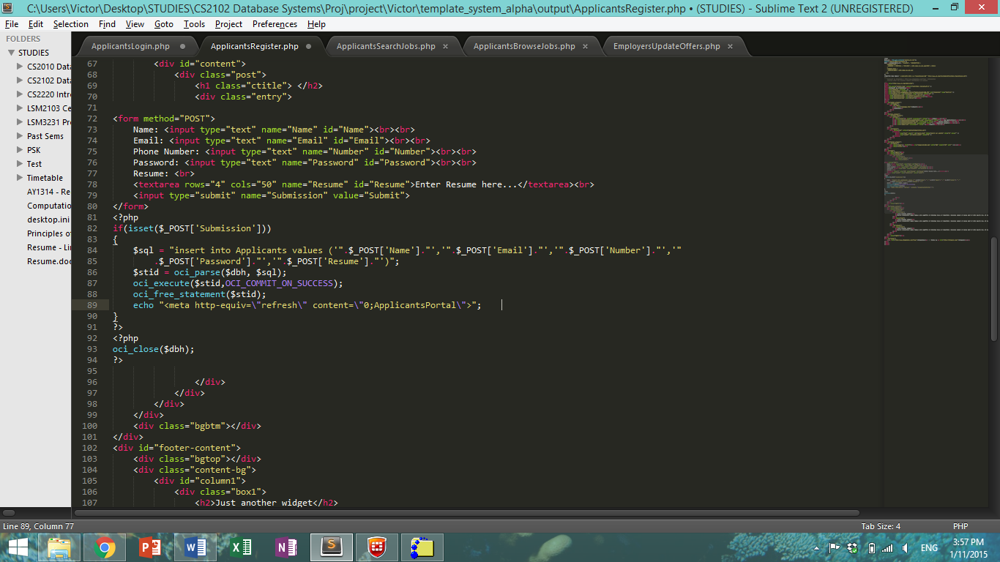 C:\Users\Victor\Desktop\STUDIES\CS2102 Database Systems\Proj\project\Victor\template_system_alpha\output\ApplicantsRegister.php • (STUDIES) - Sublime Text 2 (UNREGISTERED)
File Edit Selection Find View Goto Tools Project Preferences Help
FOLDERS
STUDIES
CS2010 Data
CS2102 Data
CS2220 Intro
LSM2103 Ce
LSM3231 Pr
Past Sems
PSK
Test
Timetable
AY1314 - Re
Computatio
desktop.ini
Principles of
Resume - Lin
Resume.doc
ApplicantsLogin.php ApplicantsRegister.php ApplicantsSearchJobs.php ApplicantsBrowseJobs.php EmployersUpdateOffers.php
67 <div id="content">
68 <div class="post">
69 <h1 class="ctitle"> </h2>
70 <div class="entry">
71
72 <form method="POST">
73 Name: <input type="text" name="Name" id="Name"><br><br>
74 Email: <input type="text" name="Email" id="Email"><br><br>
75 Phone Number: <input type="text" name="Number" id="Number"><br><br>
76 Password: <input type="text" name="Password" id="Password"><br><br>
77 Resume: <br>
78 <textarea rows="4" cols="50" name="Resume" id="Resume">Enter Resume here...</textarea><br>
79 <input type="submit" name="Submission" value="Submit">
80 </form>
81 <?php
82 if(isset($_POST['Submission']))
83 {
84 $sql = "insert into Applicants values ('".$_POST['Name']."','".$_POST['Email']."','".$_POST['Number']."','"
85 .$_POST['Password']."','".$_POST['Resume']."')";
86 $stid = oci_parse($dbh, $sql);
87 oci_execute($stid,OCI_COMMIT_ON_SUCCESS);
88 oci_free_statement($stid);
89 echo "<meta http-equiv=\"refresh\" content=\"0;ApplicantsPortal\">";
90 }
91 ?>
92 <?php
93 oci_close($dbh);
94 ?>
95
96 </div>
97 </div>
98 </div>
99 </div>
100 <div class="bgbtm"></div>
101 </div>
102 <div id="footer-content">
103 <div class="bgtop"></div>
104 <div class="content-bg">
105 <div id="column1">
106 <div class="box1">
107 <h2>Just another widget</h2>
Line 89, Column 77 Tab Size: 4 PHP
ENG
3:57 PM
1/11/2015